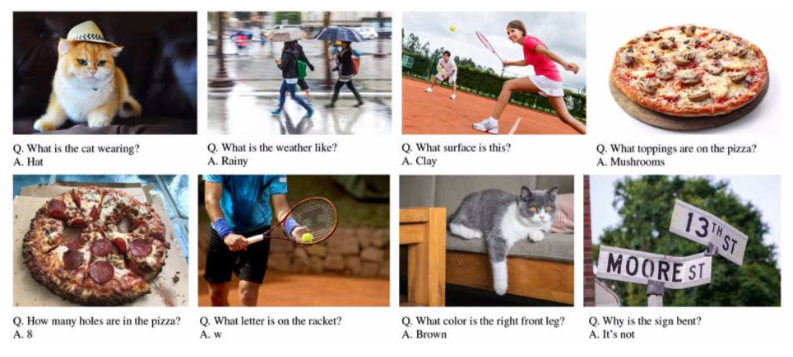 Q. What is the cat wearing?
A. Hat
Q. What is the weather like?
A. Rainy
Q. What surface is this?
A. Clay
Q. What toppings are on the pizza?
A. Mushrooms
13TH ST
MOORE ST
Q. How many holes are in the pizza?
A. 8
Q. What letter is on the racket?
A. w
Q. What color is the right front leg?
A. Brown
Q. Why is the sign bent?
A. It's not